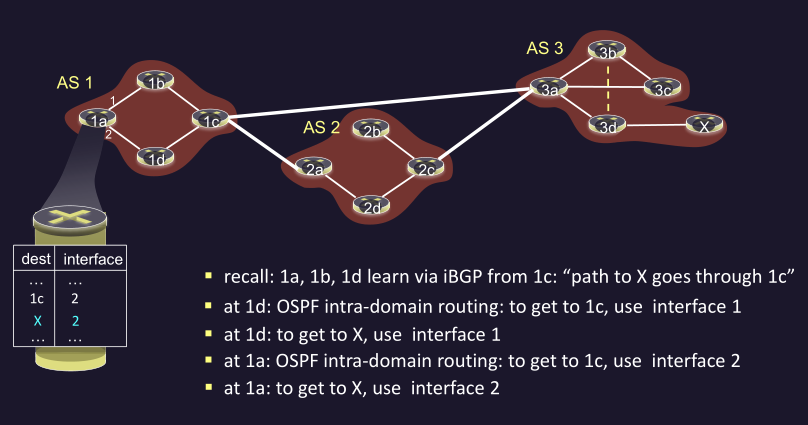 AS 3
3b
AS 1
1b
3a
3c
1
1a
1c
AS 2
2b
3d
X
2
1d
2a
2c
2d
dest interface
… …
1c 2
X 2
… …
▪ recall: 1a, 1b, 1d learn via iBGP from 1c: “path to X goes through 1c”
▪ at 1d: OSPF intra-domain routing: to get to 1c, use interface 1
▪ at 1d: to get to X, use interface 1
▪ at 1a: OSPF intra-domain routing: to get to 1c, use interface 2
▪ at 1a: to get to X, use interface 2